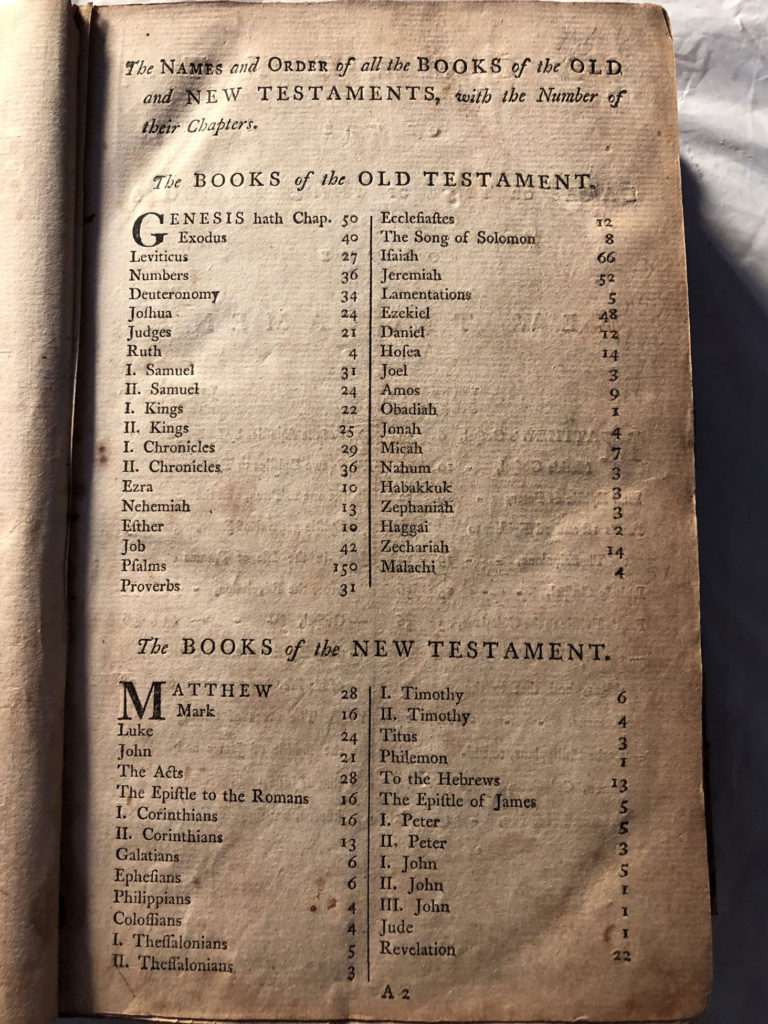 The NAMES and ORDER of all the BOOKS of the OLD
and NEW TESTAMENTS, with the Number of
their Chapters.
The BOOKS of the OLD TESTAMENT.
GENESIS hath Chap. 50
Exodus 40
Leviticus 27
Numbers 36
Deuteronomy 34
Joſhua 24
Judges 21
Ruth 4
I. Samuel 31
II. Samuel 24
I. Kings 22
II. Kings 25
I. Chronicles 29
II. Chronicles 36
Ezra 10
Nehemiah 13
Eſther 10
Job 42
Pſalms 150
Proverbs 31
Eccleſiaſtes 12
The Song of Solomon 8
Iſaiah 66
Jeremiah 52
Lamentations 5
Ezekiel 48
Daniel 12
Hoſea 14
Joel 3
Amos 9
Obadiah 1
Jonah 4
Micah 7
Nahum 3
Habakkuk 3
Zephaniah 3
Haggai 2
Zechariah 14
Malachi 4
The BOOKS of the NEW TESTAMENT.
MATTHEW 28
Mark 16
Luke 24
John 21
The Acts 28
The Epiſtle to the Romans 16
I. Corinthians 16
II. Corinthians 13
Galatians 6
Epheſians 6
Philippians 4
Coloſſians 4
I. Theſſalonians 5
II. Theſſalonians 3
I. Timothy 6
II. Timothy 4
Titus 3
Philemon 1
To the Hebrews 13
The Epiſtle of James 5
I. Peter 5
II. Peter 3
I. John 5
II. John 1
III. John 1
Jude 1
Revelation 22
A 2